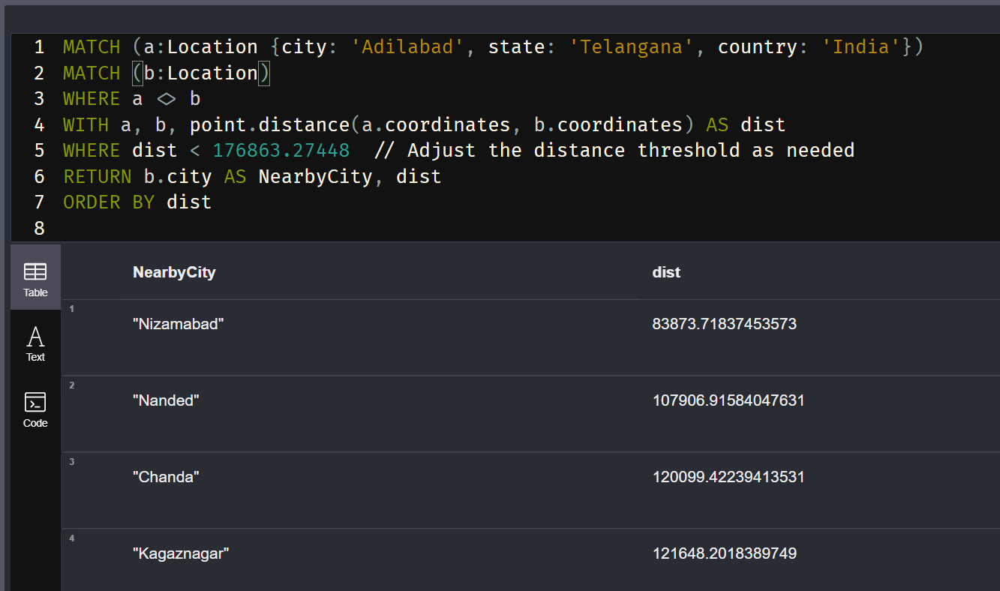 1 MATCH (a:Location {city: 'Adilabad', state: 'Telangana', country: 'India'})
2 MATCH (b:Location)
3 WHERE a <> b
4 WITH a, b, point.distance(a.coordinates, b.coordinates) AS dist
5 WHERE dist < 176863.27448  // Adjust the distance threshold as needed
6 RETURN b.city AS NearbyCity, dist
7 ORDER BY dist
8
Table
Text
Code
NearbyCity dist
1 "Nizamabad" 83873.71837453573
2 "Nanded" 107906.91584047631
3 "Chanda" 120099.42239413531
4 "Kagaznagar" 121648.2018389749